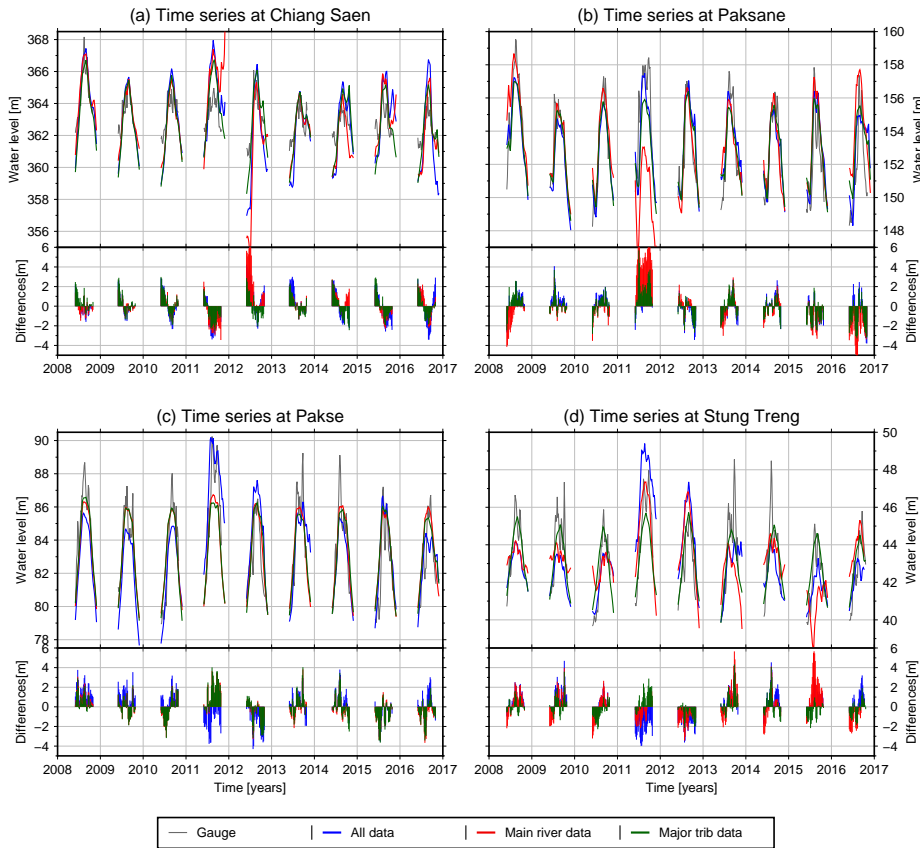 (a) Time series at Chiang Saen
(b) Time series at Paksane
Water level [m]
368
366
364
362
360
358
356
160
158
156
154
152
150
148
Water level [m]
Differences[m]
6
4
2
0
−2
−4
6
4
2
0
−2
−4
Differences[m]
2008 2009 2010 2011 2012 2013 2014 2015 2016 2017
2008 2009 2010 2011 2012 2013 2014 2015 2016 2017
(c) Time series at Pakse
(d) Time series at Stung Treng
Water level [m]
90
88
86
84
82
80
78
50
48
46
44
42
40
Water level [m]
Differences[m]
6
4
2
0
−2
−4
6
4
2
0
−2
−4
Differences[m]
2008 2009 2010 2011 2012 2013 2014 2015 2016 2017
2008 2009 2010 2011 2012 2013 2014 2015 2016 2017
Time [years]
Time [years]
Gauge | All data | Main river data | Major trib data